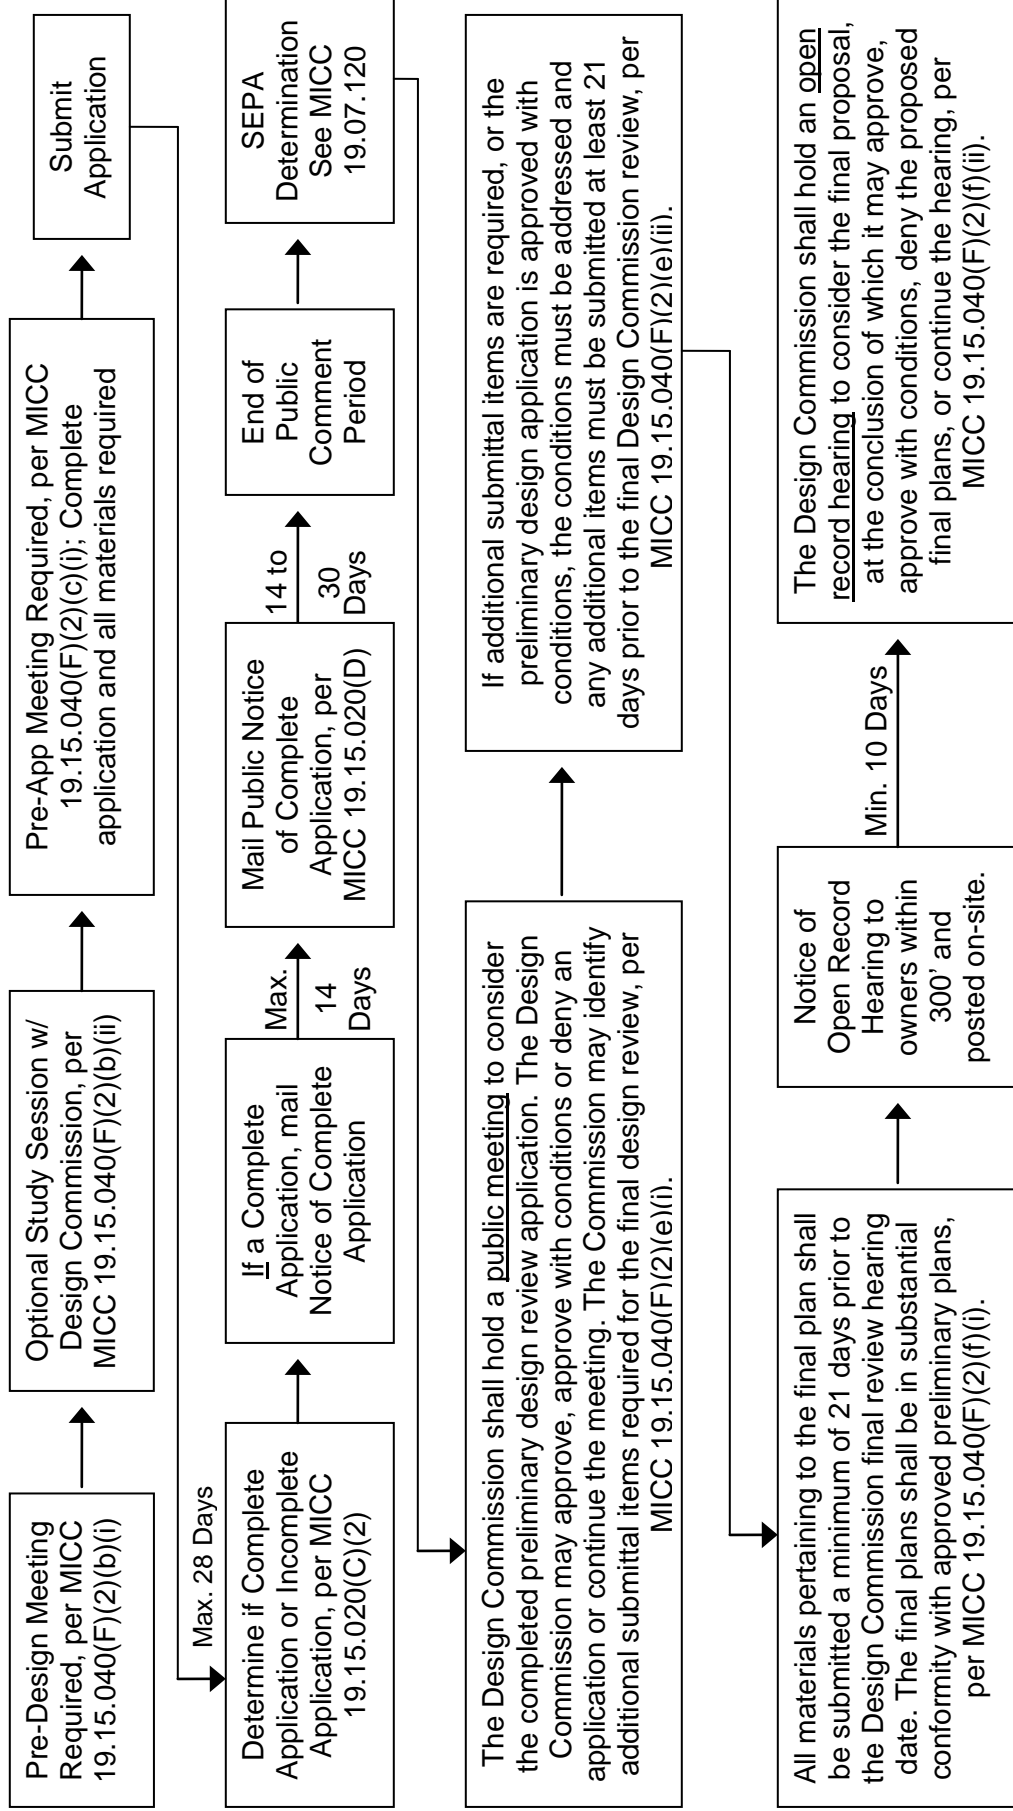 Pre-Design Meeting
Required, per MICC
19.15.040(F)(2)(b)(i)
Optional Study Session w/
Design Commission, per
MICC 19.15.040(F)(2)(b)(ii)
Pre-App Meeting Required, per MICC
19.15.040(F)(2)(c)(i); Complete
application and all materials required
Submit
Application
Max. 28 Days
Determine if Complete
Application or Incomplete
Application, per MICC
19.15.020(C)(2)
If a Complete
Application, mail
Notice of Complete
Application
Max.
14
Days
Mail Public Notice
of Complete
Application, per
MICC 19.15.020(D)
14 to
30
Days
End of
Public
Comment
Period
SEPA
Determination
See MICC
19.07.120
The Design Commission shall hold a public meeting to consider
the completed preliminary design review application. The Design
Commission may approve, approve with conditions or deny an
application or continue the meeting. The Commission may identify
additional submittal items required for the final design review, per
MICC 19.15.040(F)(2)(e)(i).
If additional submittal items are required, or the
preliminary design application is approved with
conditions, the conditions must be addressed and
any additional items must be submitted at least 21
days prior to the final Design Commission review, per
MICC 19.15.040(F)(2)(e)(ii).
All materials pertaining to the final plan shall
be submitted a minimum of 21 days prior to
the Design Commission final review hearing
date. The final plans shall be in substantial
conformity with approved preliminary plans,
per MICC 19.15.040(F)(2)(f)(i).
Notice of
Open Record
Hearing to
owners within
300' and
posted on-site.
Min. 10 Days
The Design Commission shall hold an open
record hearing to consider the final proposal,
at the conclusion of which it may approve,
approve with conditions, deny the proposed
final plans, or continue the hearing, per
MICC 19.15.040(F)(2)(f)(ii).